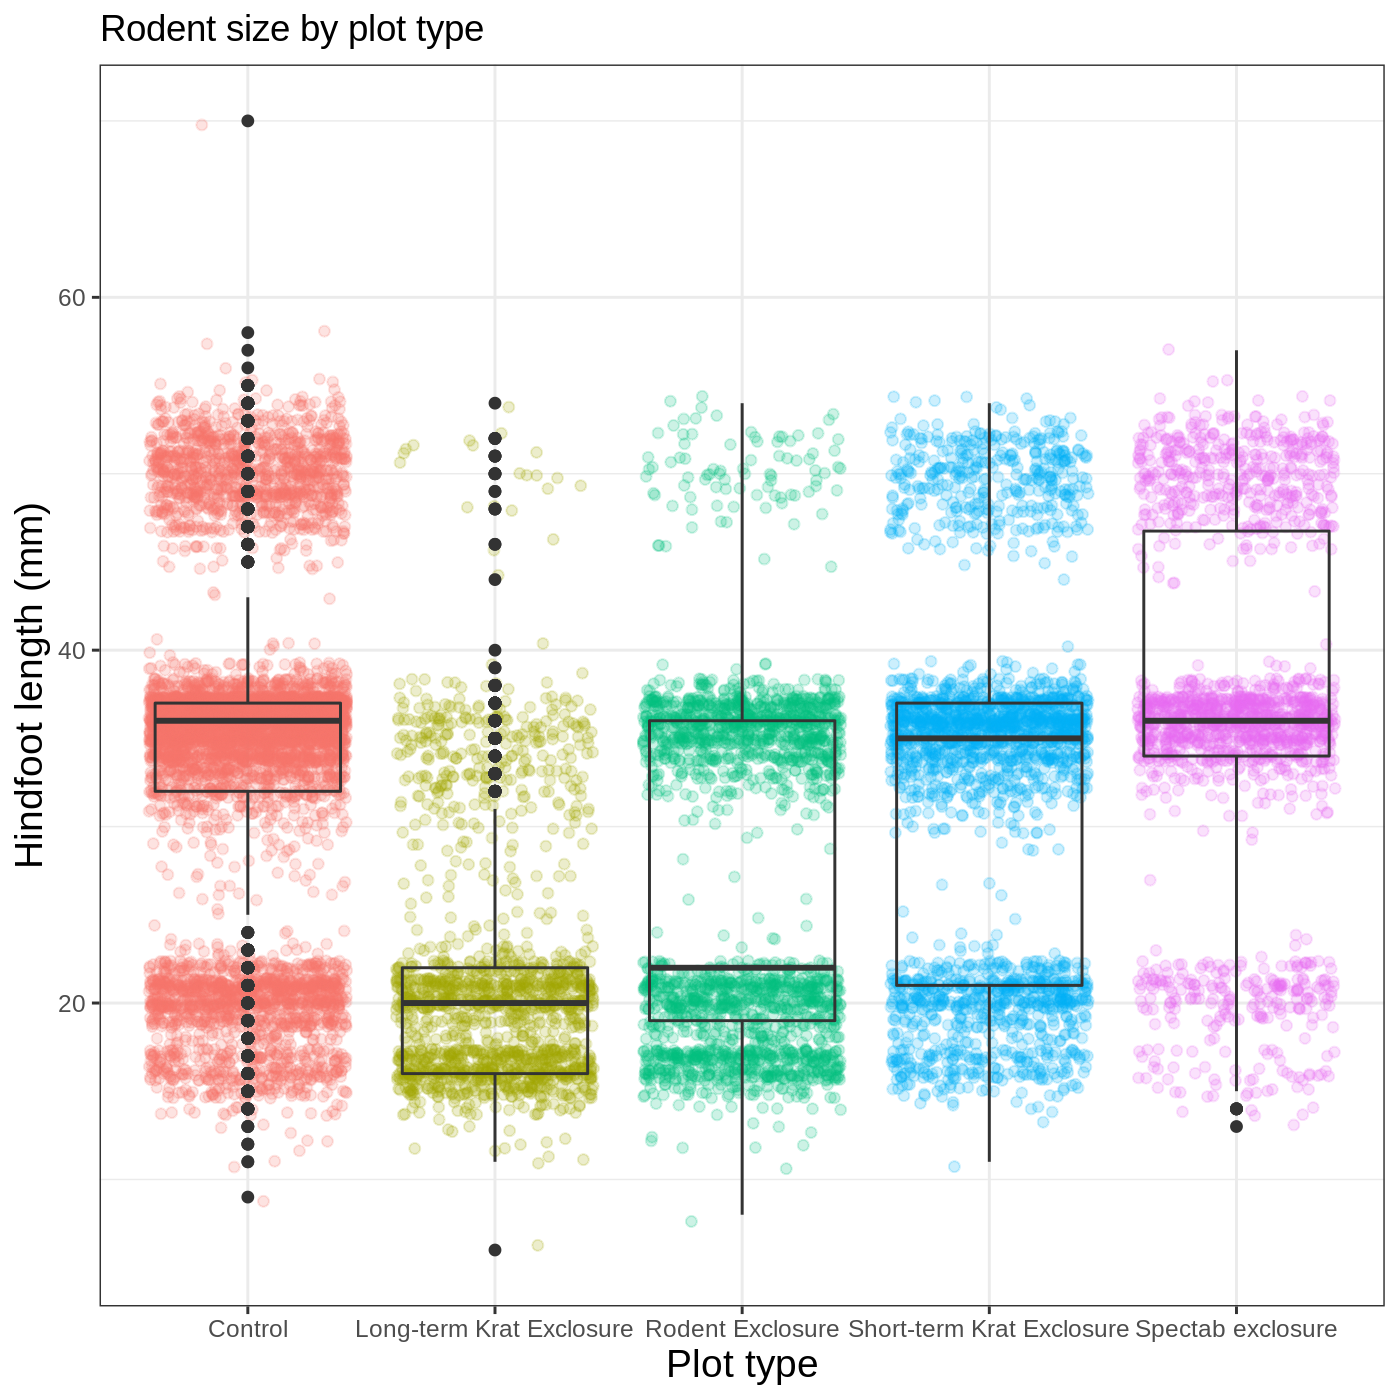 Rodent size by plot type
Hindfoot length (mm)
60
40
20
Control
Long-term Krat Exclosure
Rodent Exclosure
Short-term Krat Exclosure
Spectab exclosure
Plot type